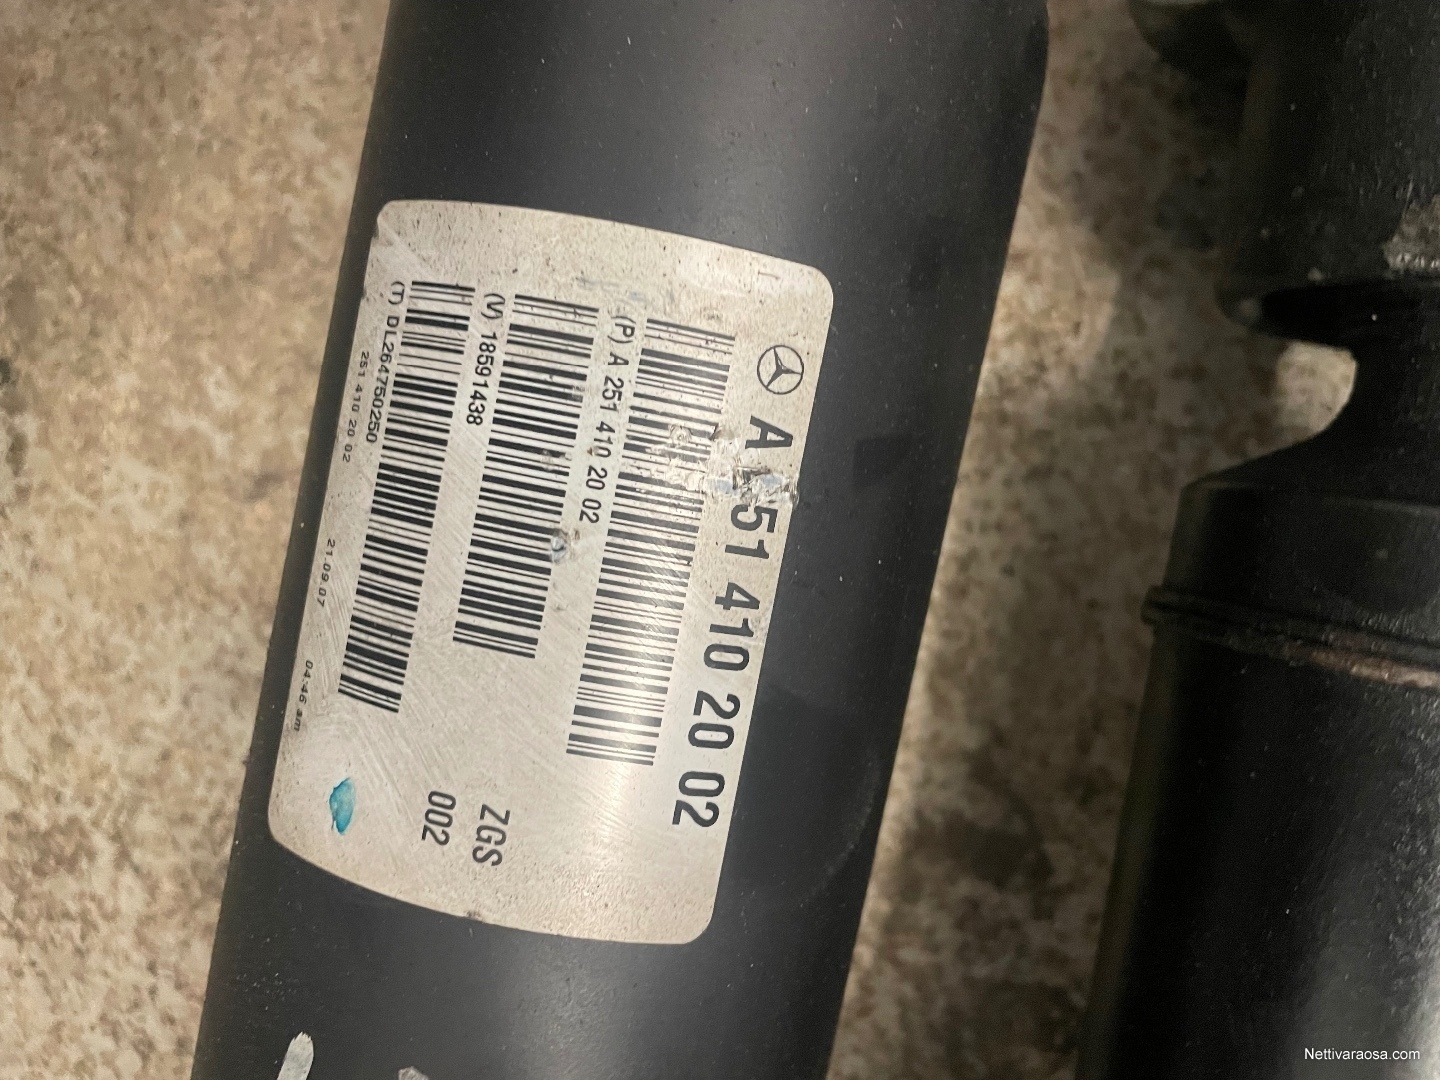 A 251 410 20 02
(P) A 251 410 20 02
(V) 18591438
(T) DL264750250
251 410 20 02 21.09.07 04:46 am
ZGS
002
Nettivaraosa.com